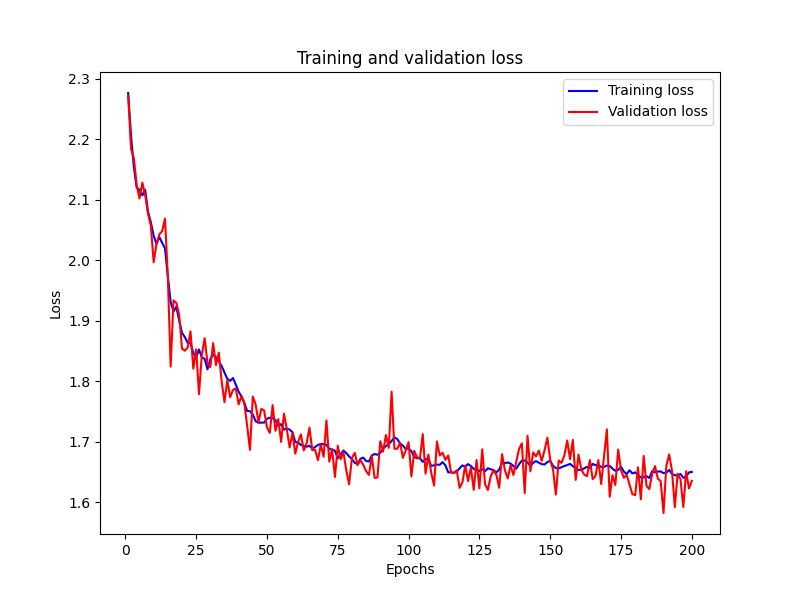 Training and validation loss
Training loss
Validation loss
Loss
2.3
2.2
2.1
2.0
1.9
1.8
1.7
1.6
0 25 50 75 100 125 150 175 200
Epochs